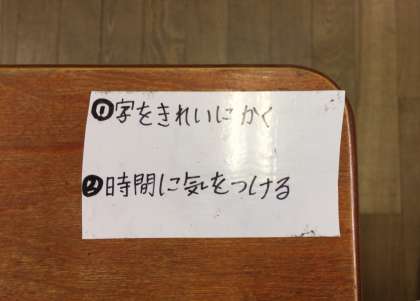 ❶字をきれいにかく
❷時間に気をつける